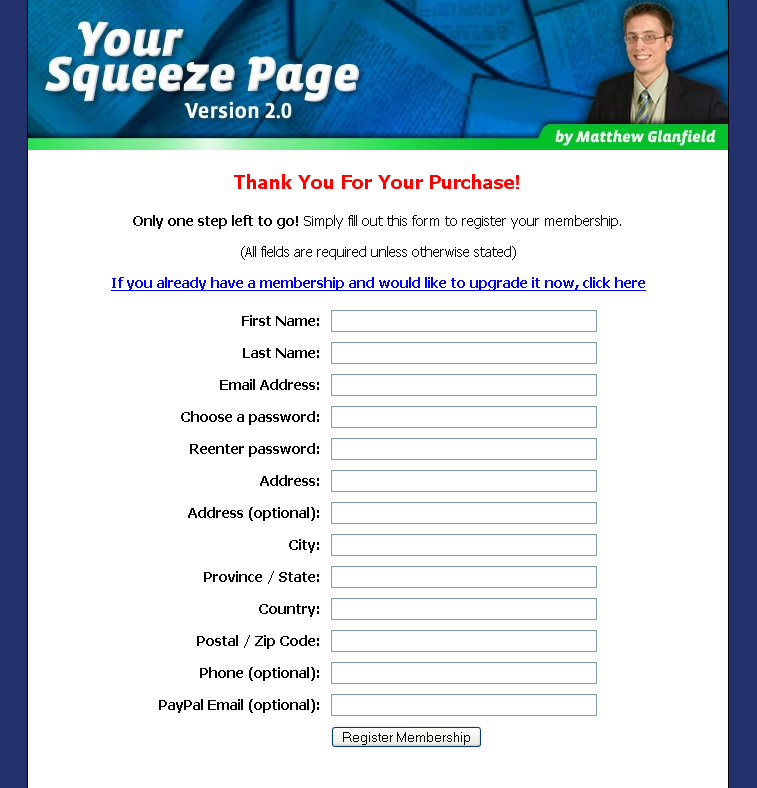 Your
Squeeze Page
Version 2.0
by Matthew Glanfield
Thank You For Your Purchase!
Only one step left to go! Simply fill out this form to register your membership.
(All fields are required unless otherwise stated)
If you already have a membership and would like to upgrade it now, click here
First Name:
Last Name:
Email Address:
Choose a password:
Reenter password:
Address:
Address (optional):
City:
Province / State:
Country:
Postal / Zip Code:
Phone (optional):
PayPal Email (optional):
Register Membership